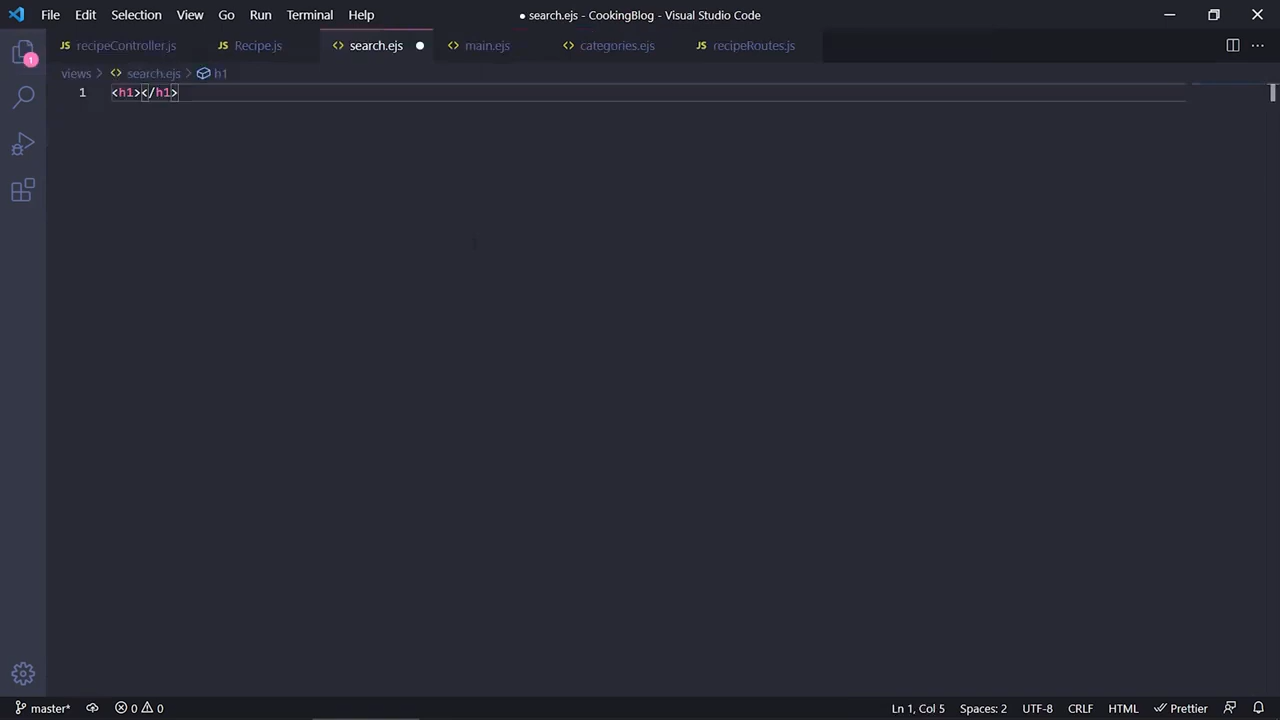 File Edit Selection View Go Run Terminal Help
● search.ejs - CookingBlog - Visual Studio Code
JS recipeController.js JS Recipe.js <> search.ejs ● <> main.ejs <> categories.ejs JS recipeRoutes.js
1
views > <> search.ejs > h1
1 <h1></h1>
master* 0 0 Ln 1, Col 5 Spaces: 2 UTF-8 CRLF HTML Prettier